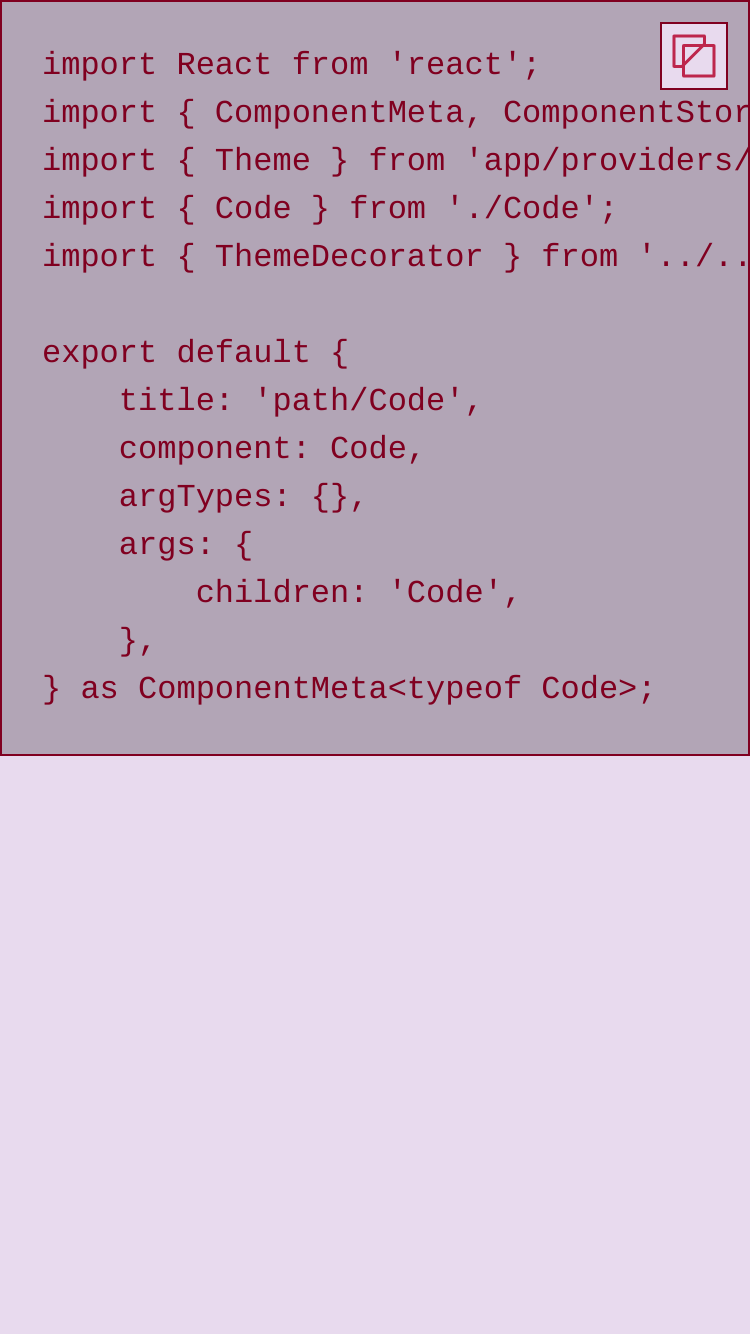 import React from 'react';
import { ComponentMeta, ComponentStor
import { Theme } from 'app/providers/
import { Code } from './Code';
import { ThemeDecorator } from '../..

export default {
    title: 'path/Code',
    component: Code,
    argTypes: {},
    args: {
        children: 'Code',
    },
} as ComponentMeta<typeof Code>;